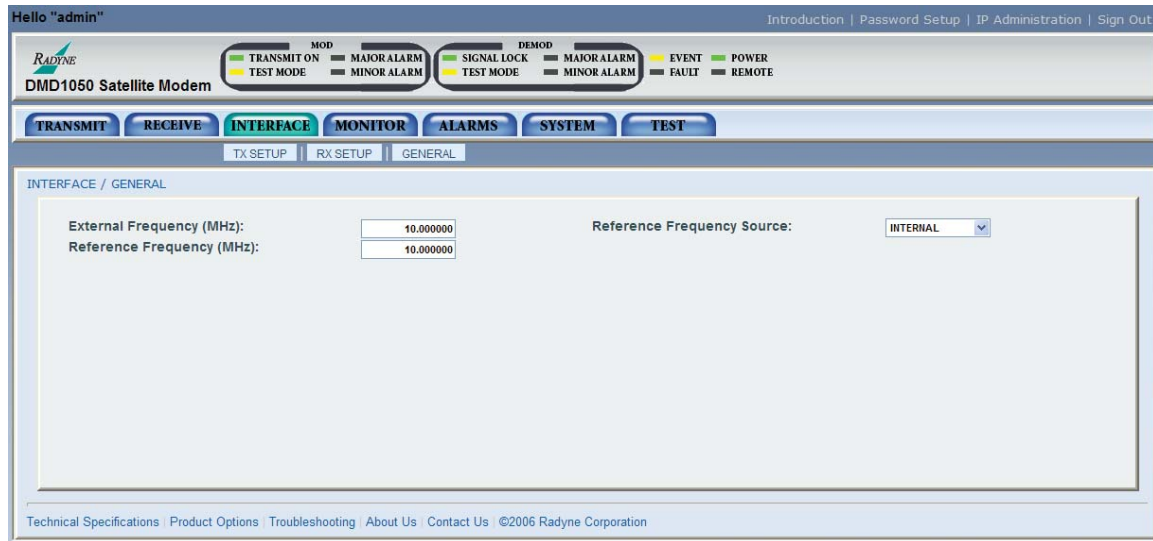 Hello "admin"
Introduction | Password Setup | IP Administration | Sign Out
RADYNE
DMD1050 Satellite Modem
MOD
TRANSMIT ON MAJOR ALARM
TEST MODE MINOR ALARM
DEMOD
SIGNAL LOCK MAJOR ALARM
TEST MODE MINOR ALARM
EVENT POWER
FAULT REMOTE
TRANSMIT RECEIVE INTERFACE MONITOR ALARMS SYSTEM TEST
TX SETUP | RX SETUP | GENERAL
INTERFACE / GENERAL
External Frequency (MHz): 10.000000 Reference Frequency Source: INTERNAL
Reference Frequency (MHz): 10.000000
Technical Specifications | Product Options | Troubleshooting | About Us | Contact Us | ©2006 Radyne Corporation